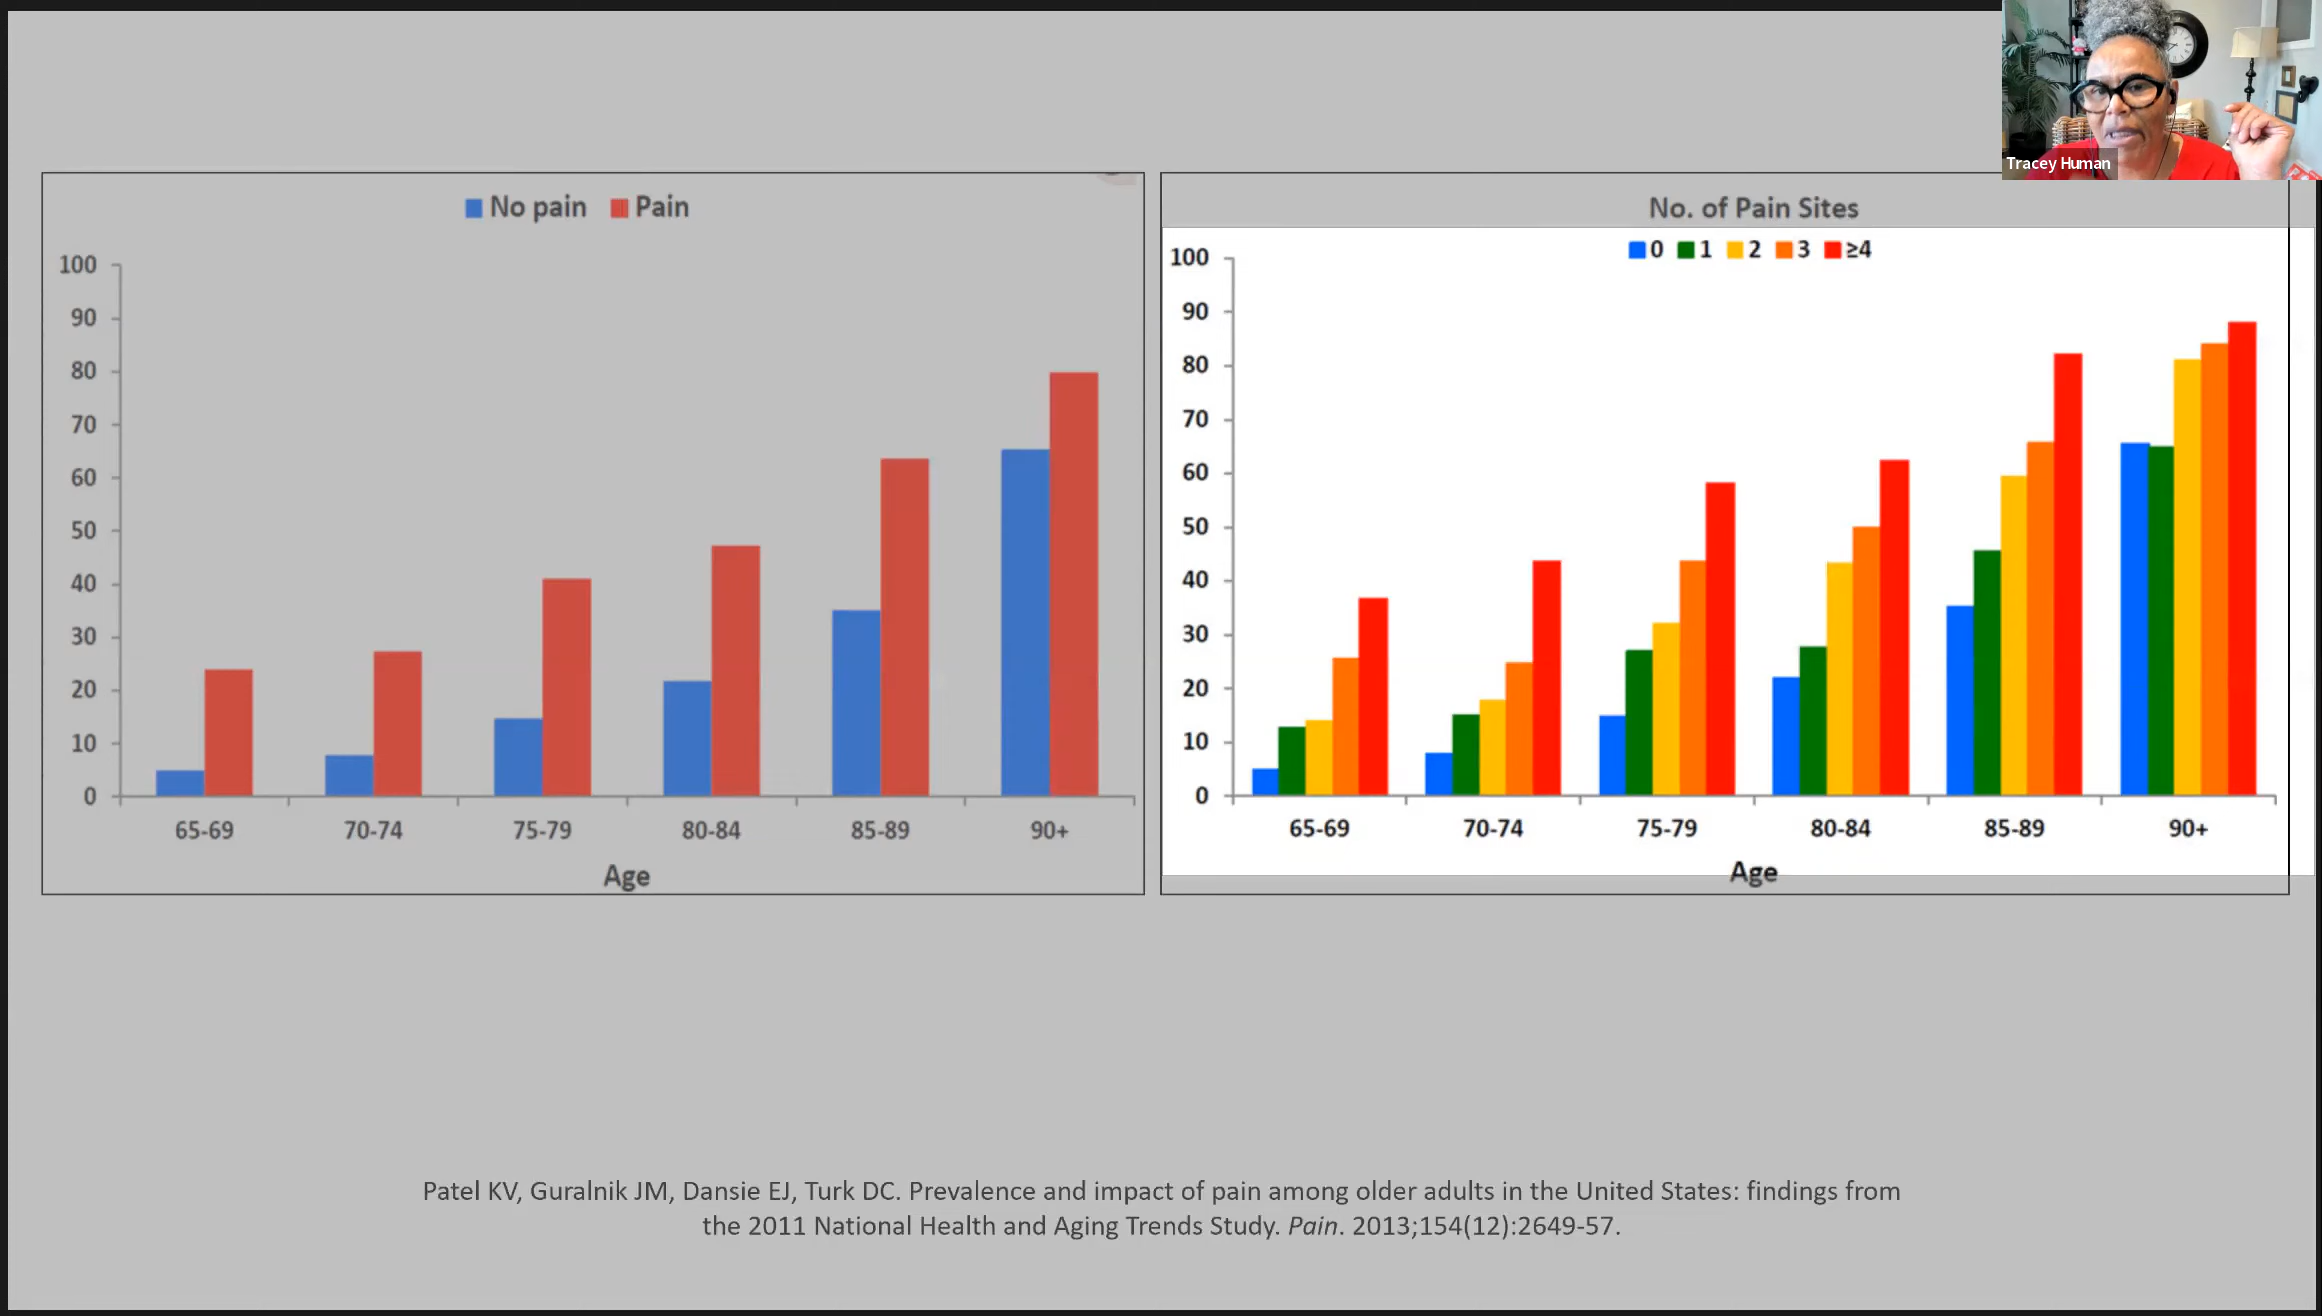 Tracey Human
No pain Pain
100
90
80
70
60
50
40
30
20
10
0
65-69 70-74 75-79 80-84 85-89 90+
Age
No. of Pain Sites
0 1 2 3 ≥4
100
90
80
70
60
50
40
30
20
10
0
65-69 70-74 75-79 80-84 85-89 90+
Age
Patel KV, Guralnik JM, Dansie EJ, Turk DC. Prevalence and impact of pain among older adults in the United States: findings from
the 2011 National Health and Aging Trends Study. Pain. 2013;154(12):2649-57.